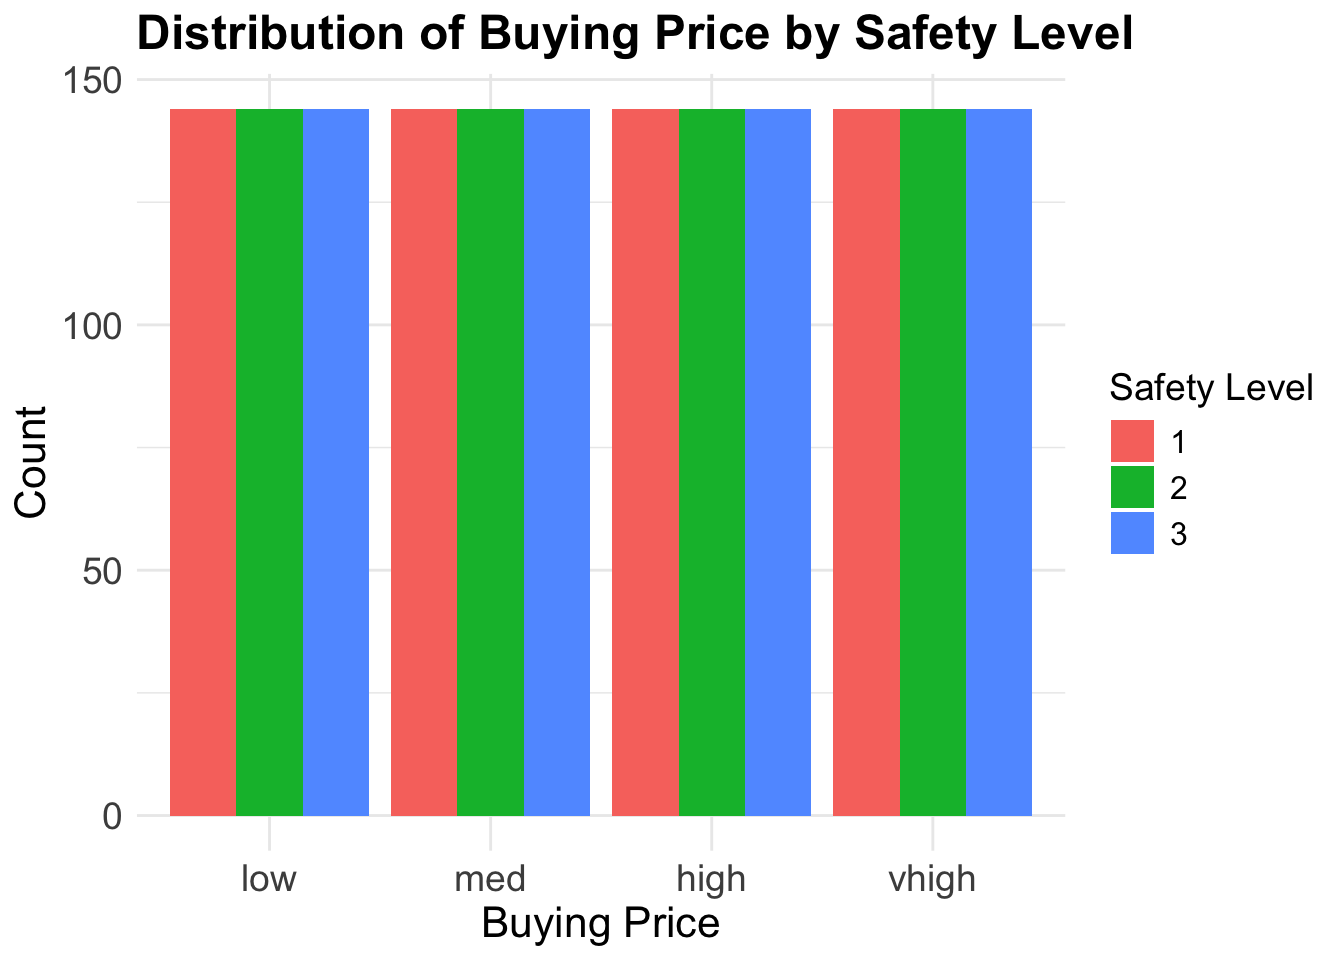 Distribution of Buying Price by Safety Level
150
100
50
0
Count
low med high vhigh
Buying Price
Safety Level
1
2
3